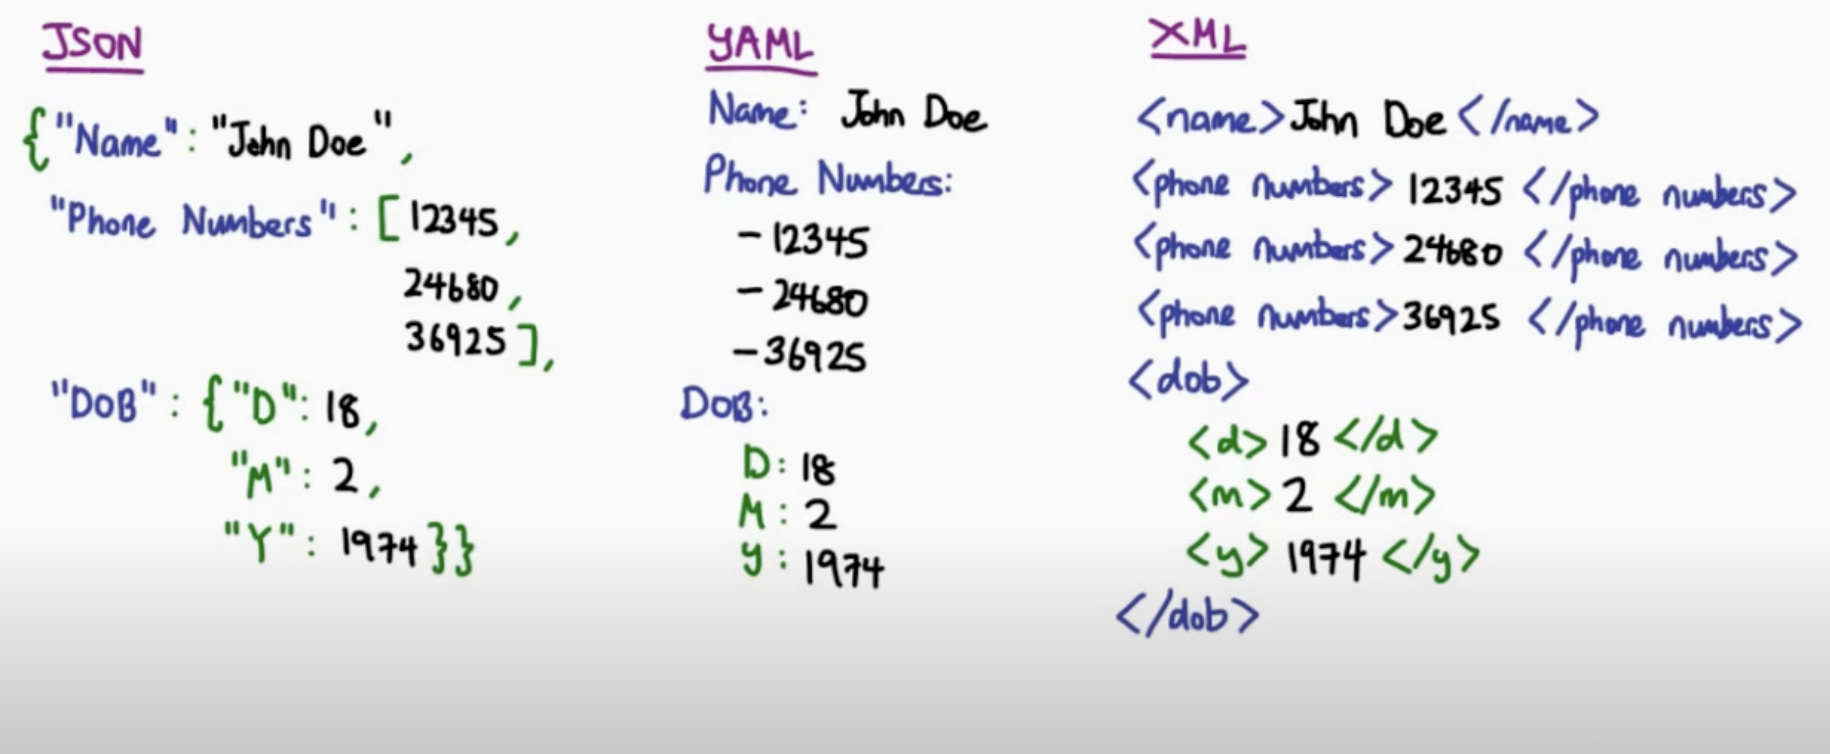 JSON
{"Name": "John Doe",
"Phone Numbers": [12345,
24680,
36925],
"DoB": {"D": 18,
"M": 2,
"Y": 1974}}
YAML
Name: John Doe
Phone Numbers:
- 12345
- 24680
- 36925
DoB:
D: 18
M: 2
y: 1974
XML
<name>John Doe</name>
<phone numbers> 12345 </phone numbers>
<phone numbers> 24680 </phone numbers>
<phone numbers> 36925 </phone numbers>
<dob>
<d> 18 </d>
<m> 2 </m>
<y> 1974 </y>
</dob>